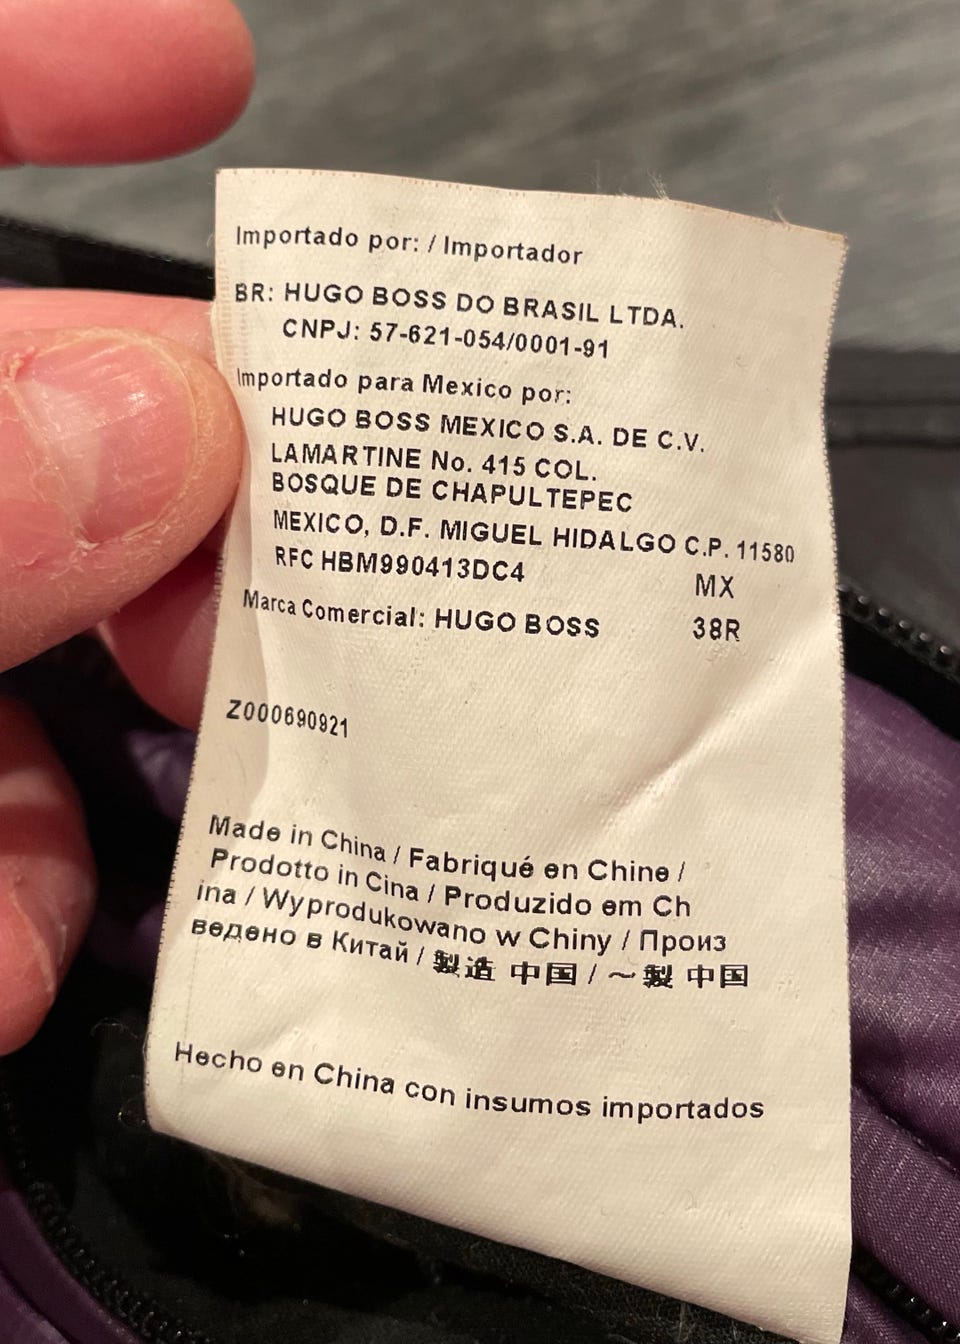 Importado por: / Importador
BR: HUGO BOSS DO BRASIL LTDA.
CNPJ: 57-621-054/0001-91
Importado para Mexico por:
HUGO BOSS MEXICO S.A. DE C.V.
LAMARTINE No. 415 COL.
BOSQUE DE CHAPULTEPEC
MEXICO, D.F. MIGUEL HIDALGO C.P. 11580
RFC HBM990413DC4 MX
Marca Comercial: HUGO BOSS 38R
Z000690921
Made in China / Fabriqué en Chine /
Prodotto in Cina / Produzido em Ch
ina / Wyprodukowano w Chiny / Произ
ведено в Китай / 製造 中国 / ～製 中国
Hecho en China con insumos importados